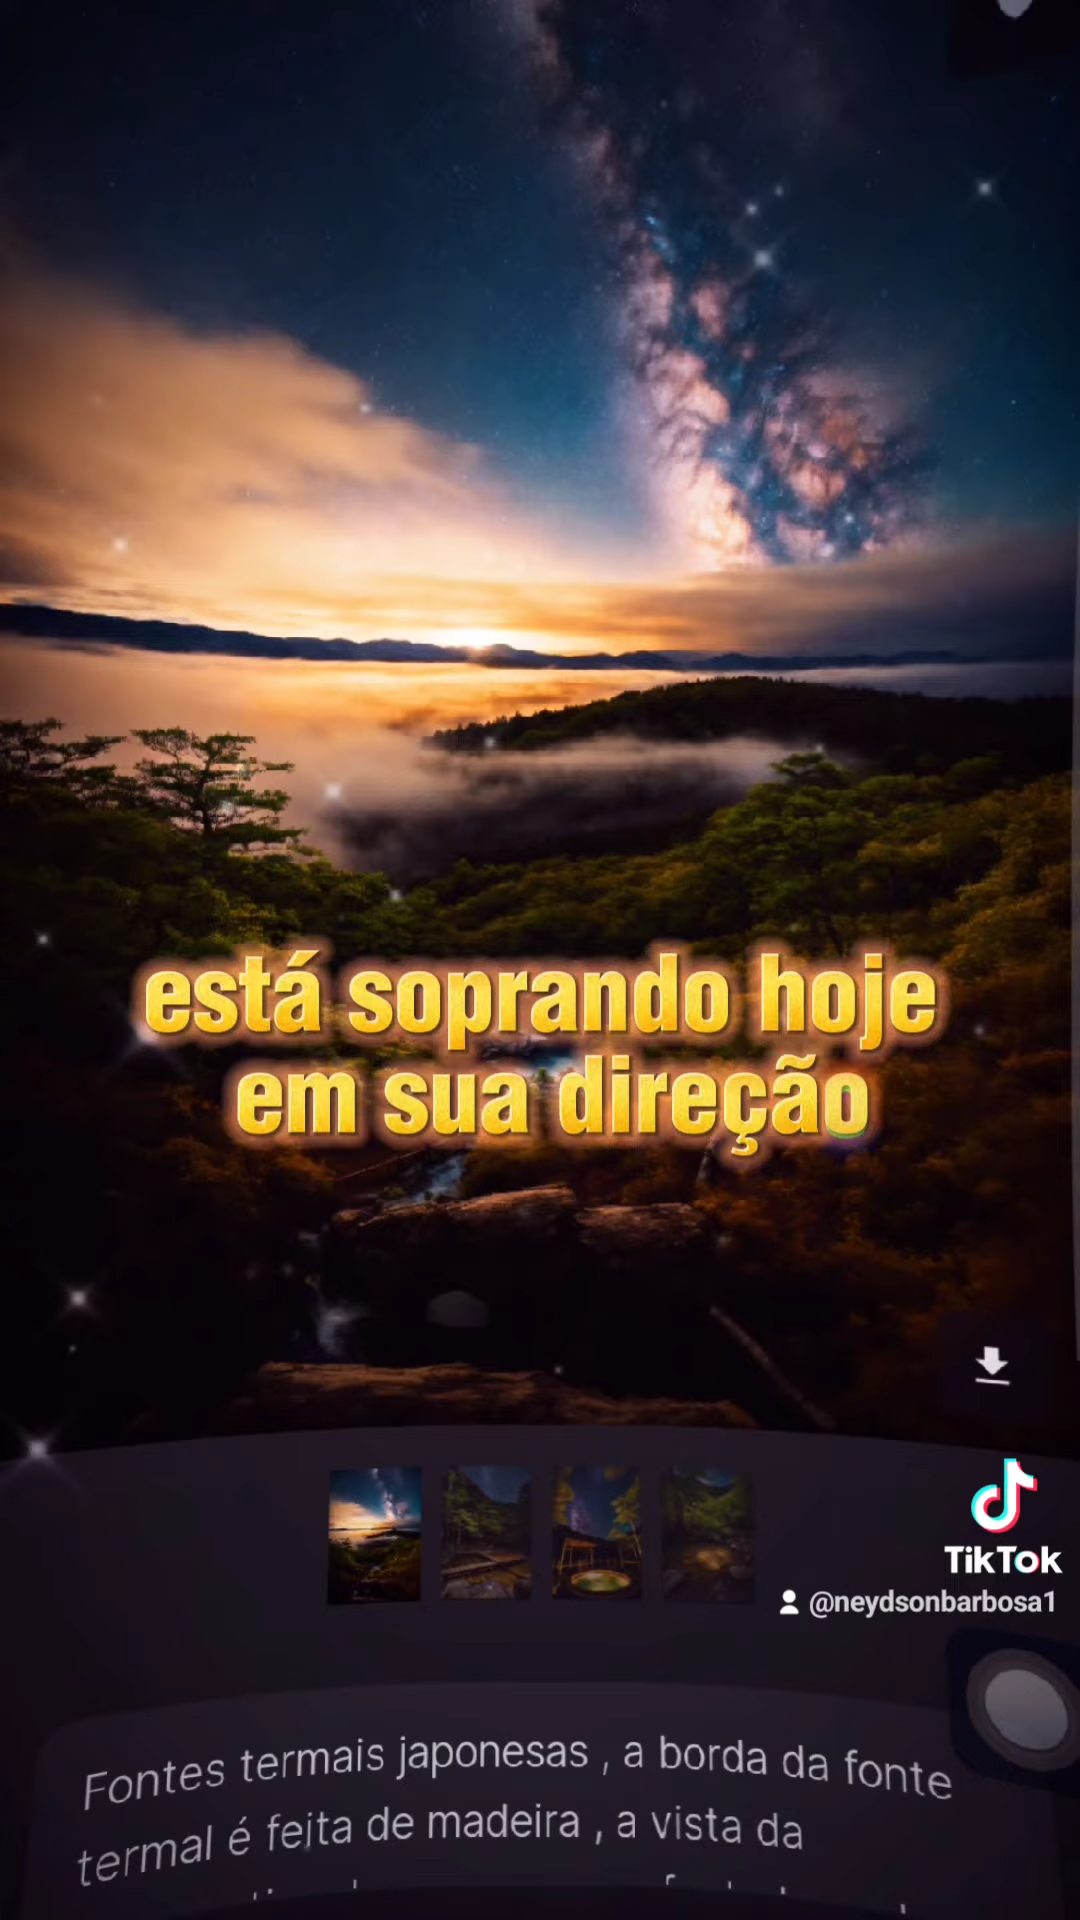 está soprando hoje
em sua direção
TikTok
@neydsonbarbosa1
Fontes termais japonesas , a borda da fonte
termal é feita de madeira , a vista da